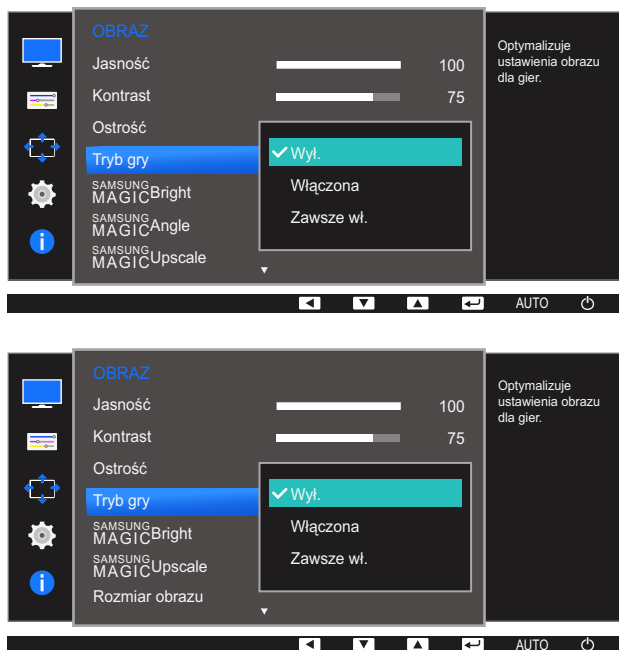 OBRAZ
Jasność 100
Kontrast 75
Ostrość
Tryb gry
SAMSUNG MAGIC Bright
SAMSUNG MAGIC Angle
SAMSUNG MAGIC Upscale
Wył.
Włączona
Zawsze wł.
Optymalizuje
ustawienia obrazu
dla gier.
AUTO
OBRAZ
Jasność 100
Kontrast 75
Ostrość
Tryb gry
SAMSUNG MAGIC Bright
SAMSUNG MAGIC Upscale
Rozmiar obrazu
Wył.
Włączona
Zawsze wł.
Optymalizuje
ustawienia obrazu
dla gier.
AUTO